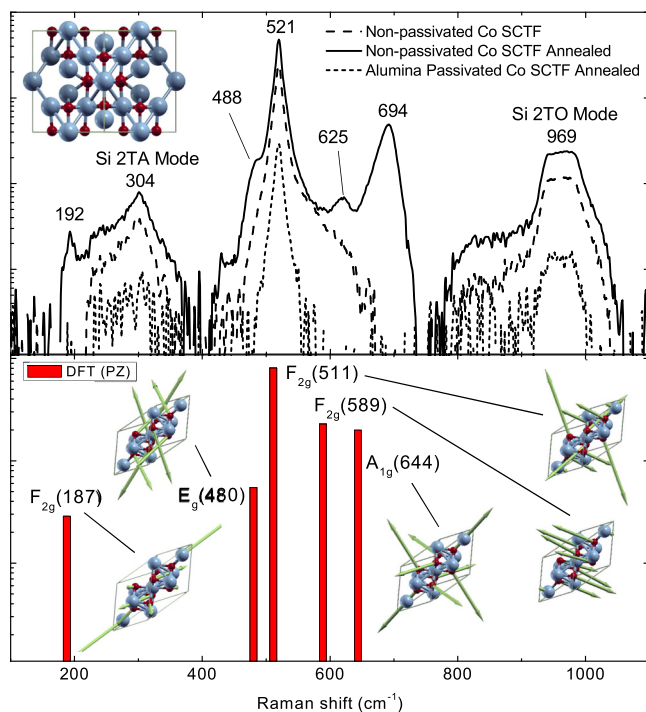 521
Non-passivated Co SCTF
Non-passivated Co SCTF Annealed
Alumina Passivated Co SCTF Annealed
488
694
625
Si 2TO Mode
969
Si 2TA Mode
304
192
DFT (PZ)
F2g(511)
F2g(589)
A1g(644)
F2g(187)
Eg(480)
200 400 600 800 1000
Raman shift (cm-1)